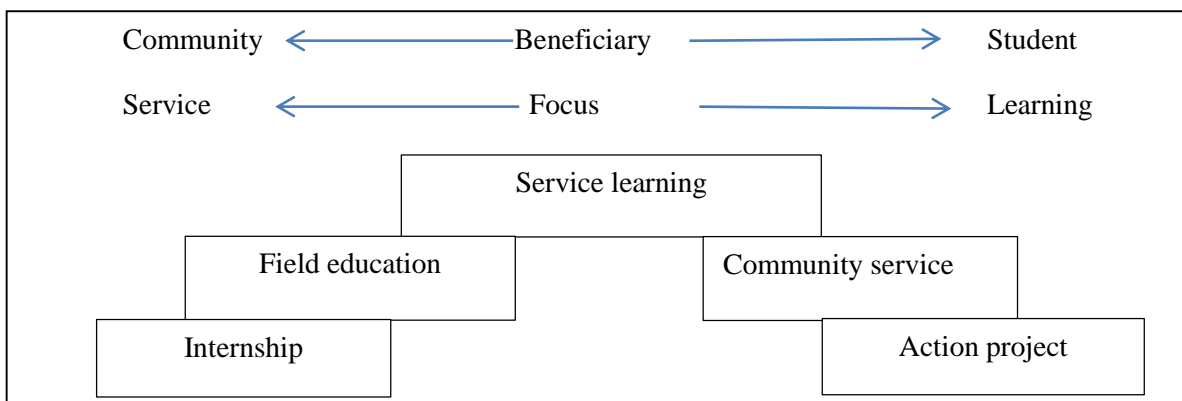 Community Beneficiary Student
Service Focus Learning
Service learning
Field education Community service
Internship Action project